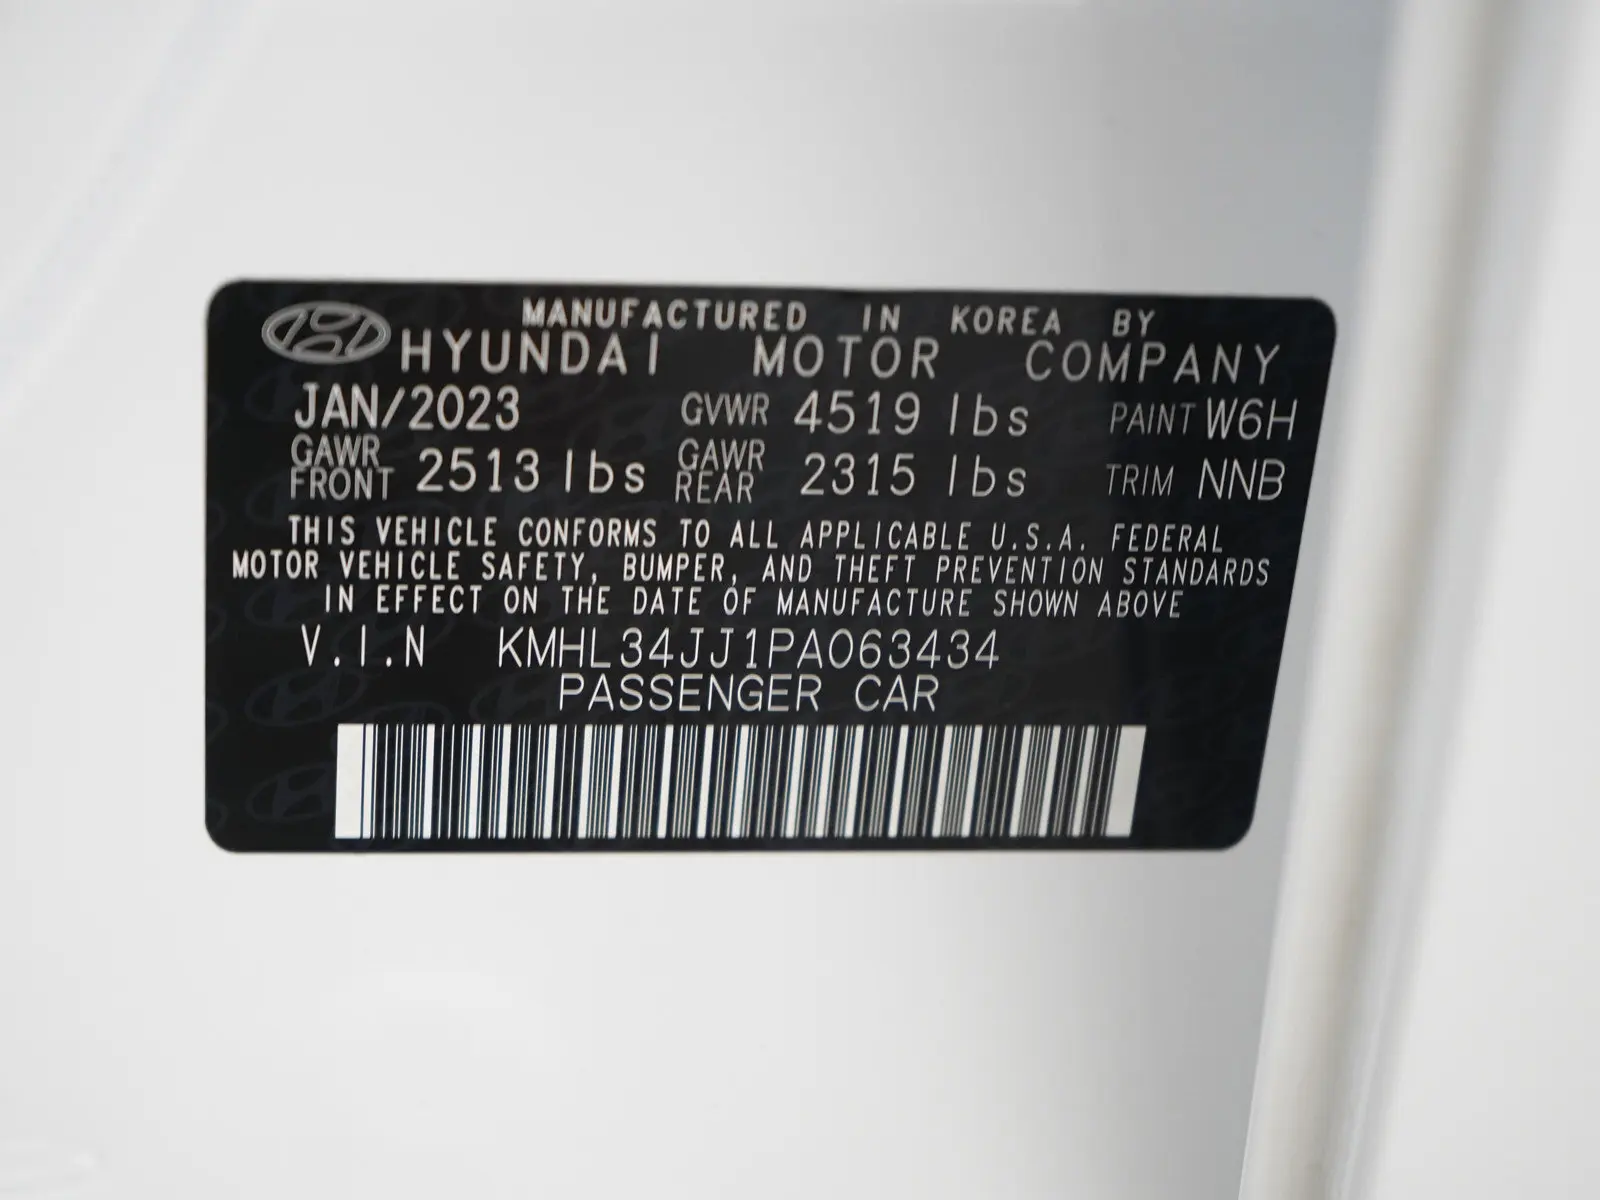 MANUFACTURED IN KOREA BY
HYUNDAI MOTOR COMPANY
JAN/2023 GVWR 4519 lbs PAINT W6H
GAWR FRONT 2513 lbs GAWR REAR 2315 lbs TRIM NNB
THIS VEHICLE CONFORMS TO ALL APPLICABLE U.S.A. FEDERAL
MOTOR VEHICLE SAFETY, BUMPER, AND THEFT PREVENTION STANDARDS
IN EFFECT ON THE DATE OF MANUFACTURE SHOWN ABOVE
V.I.N KMHL34JJ1PA063434
PASSENGER CAR